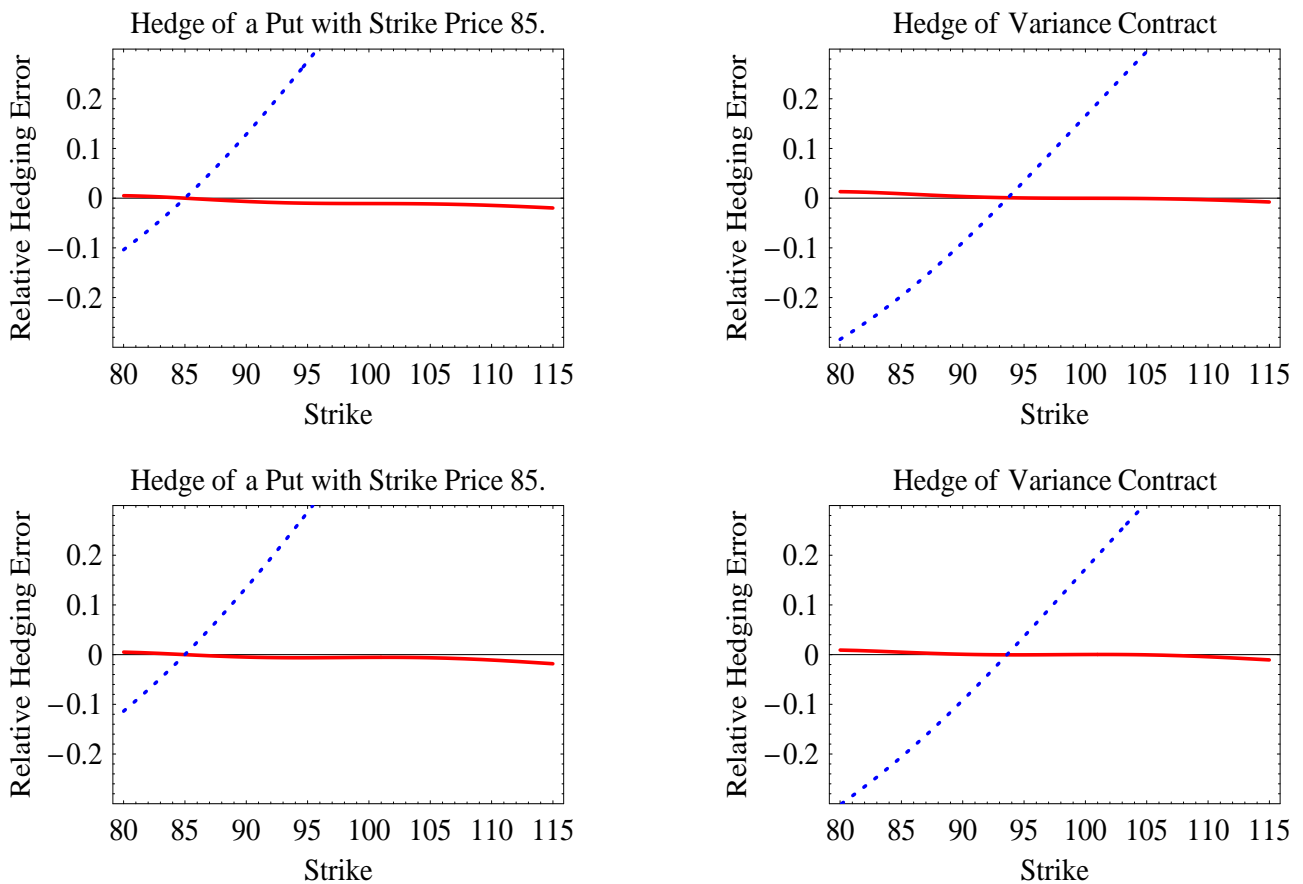 Hedge of a Put with Strike Price 85.
Relative Hedging Error
0.2
0.1
0
−0.1
−0.2
80 85 90 95 100 105 110 115
Strike
Hedge of Variance Contract
Relative Hedging Error
0.2
0.1
0
−0.1
−0.2
80 85 90 95 100 105 110 115
Strike
Hedge of a Put with Strike Price 85.
Relative Hedging Error
0.2
0.1
0
−0.1
−0.2
80 85 90 95 100 105 110 115
Strike
Hedge of Variance Contract
Relative Hedging Error
0.2
0.1
0
−0.1
−0.2
80 85 90 95 100 105 110 115
Strike